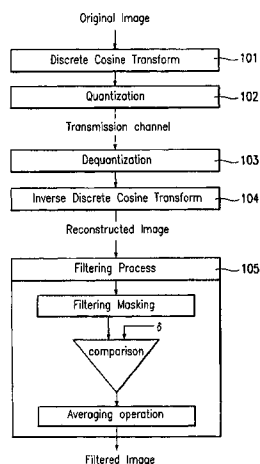 Original Image
Discrete Cosine Transform 101
Quantization 102
Transmission channel
Dequantization 103
Inverse Discrete Cosine Transform 104
Reconstructed Image
Filtering Process 105
Filtering Masking
δ
comparison
Averaging operation
Filtered Image